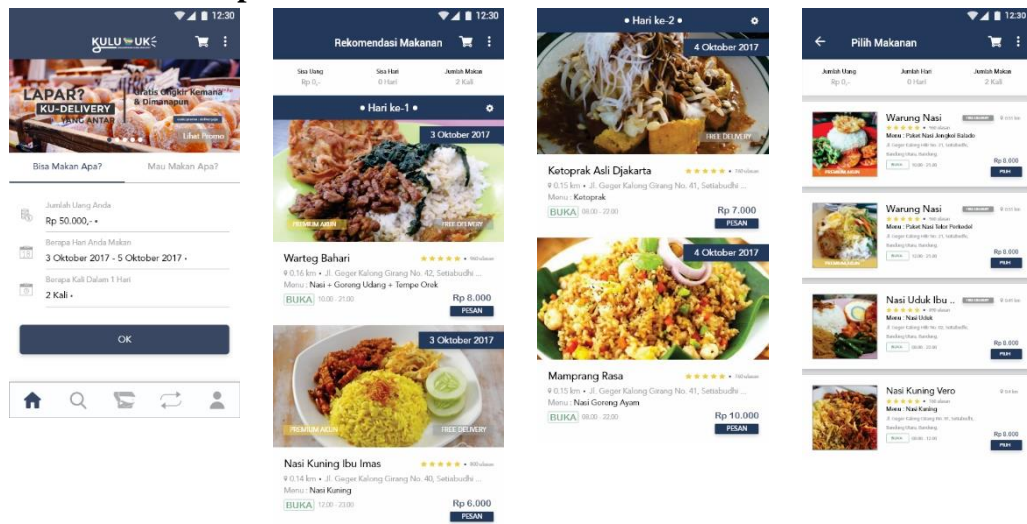 12:30
KULU UK
LAPAR?
KU-DELIVERY
YANG ANTAR
Gratis Ongkir Kemana
& Dimanapun
Lihat Promo
Bisa Makan Apa?
Mau Makan Apa?
Jumlah Uang Anda
Rp 50.000,-
Berapa Hari Anda Makan
3 Oktober 2017 - 5 Oktober 2017
Berapa Kali Dalam 1 Hari
2 Kali
OK
12:30
Rekomendasi Makanan
Sisa Uang
Sisa Hari
Jumlah Makan
Rp 0,-
0 Hari
2 Kali
• Hari ke-1 •
3 Oktober 2017
PREMIUM AKUN
FREE DELIVERY
Warteg Bahari
0,16 km • Jl. Geger Kalong Girang No. 42, Setiabudhi ...
Menu : Nasi + Goreng Udang + Tempe Orek
BUKA 10.00 - 21.00
Rp 8.000
PESAN
3 Oktober 2017
PREMIUM AKUN
FREE DELIVERY
Nasi Kuning Ibu Imas
0,14 km • Jl. Geger Kalong Girang No. 40, Setiabudhi ...
Menu : Nasi Kuning
BUKA 12.00 - 23.00
Rp 6.000
PESAN
• Hari ke-2 •
4 Oktober 2017
FREE DELIVERY
Ketoprak Asli Djakarta
0,15 km • Jl. Geger Kalong Girang No. 41, Setiabudhi ...
Menu : Ketoprak
BUKA 08.00 - 22.00
Rp 7.000
PESAN
4 Oktober 2017
Mamprang Rasa
0,15 km • Jl. Geger Kalong Girang No. 41, Setiabudhi ...
Menu : Nasi Goreng Ayam
BUKA 08.00 - 22.00
Rp 10.000
PESAN
12:30
Pilih Makanan
Jumlah Uang
Jumlah Hari
Jumlah Makan
Rp 0,-
0 Hari
2 Kali
Warung Nasi
Menu : Paket Nasi Jengkol Balado
PREMIUM AKUN
BUKA
Rp 8.000
PILIH
Warung Nasi
Menu : Paket Nasi Telor Perkedel
PREMIUM AKUN
BUKA
Rp 8.000
PILIH
Nasi Uduk Ibu ..
Menu : Nasi Uduk
BUKA
Rp 8.000
PILIH
Nasi Kuning Vero
Menu : Nasi Kuning
BUKA
Rp 8.000
PILIH